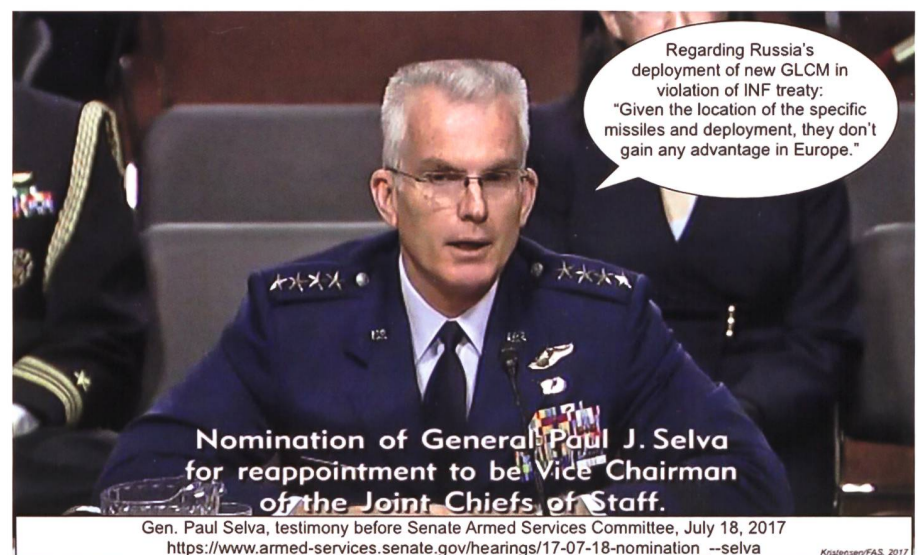 Regarding Russia's
deployment of new GLCM in
violation of INF treaty:
"Given the location of the specific
missiles and deployment, they don't
gain any advantage in Europe."
Nomination of General Paul J. Selva
for reappointment to be Vice Chairman
of the Joint Chiefs of Staff.
Gen. Paul Selva, testimony before Senate Armed Services Committee, July 18, 2017
https://www.armed-services.senate.gov/hearings/17-07-18-nomination_--selva
Kristensen/FAS, 2017